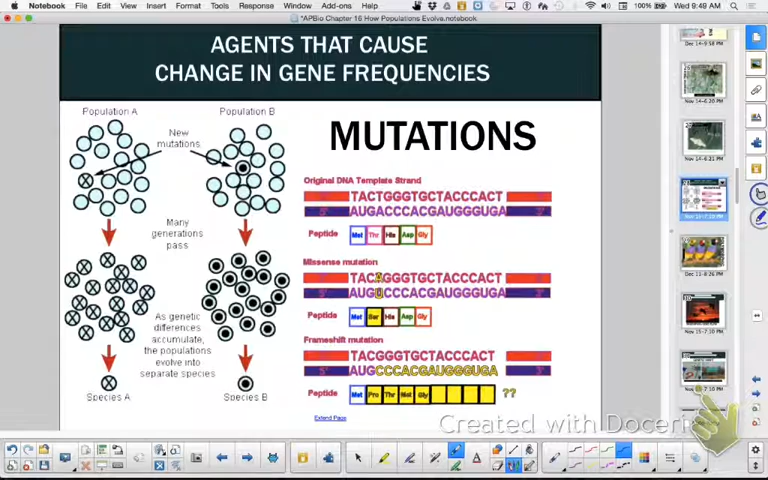 Notebook File Edit View Insert Format Tools Response Window Help 100% Wed 9:49 AM
*APBio Chapter 16 How Populations Evolve.notebook
AGENTS THAT CAUSE
CHANGE IN GENE FREQUENCIES
Population A
Population B
New
mutations
Many
generations
pass
As genetic
differences
accumulate,
the populations
evolve into
separate species
Species A
Species B
MUTATIONS
Original DNA Template Strand
TACTGGGTGCTACCCACT
AUGACCCACGAUGGGUGA
Peptide Met Thr His Asp Gly
Missense mutation
TACAGGGTGCTACCCACT
AUGUCCCACGAUGGGUGA
Peptide Met Ser His Asp Gly
Frameshift mutation
TACGGGTGCTACCCACT
AUGCCCACGAUGGGUGA
Peptide Met Pro Thr Met Gly ??
Extend Page
Created with Doceri